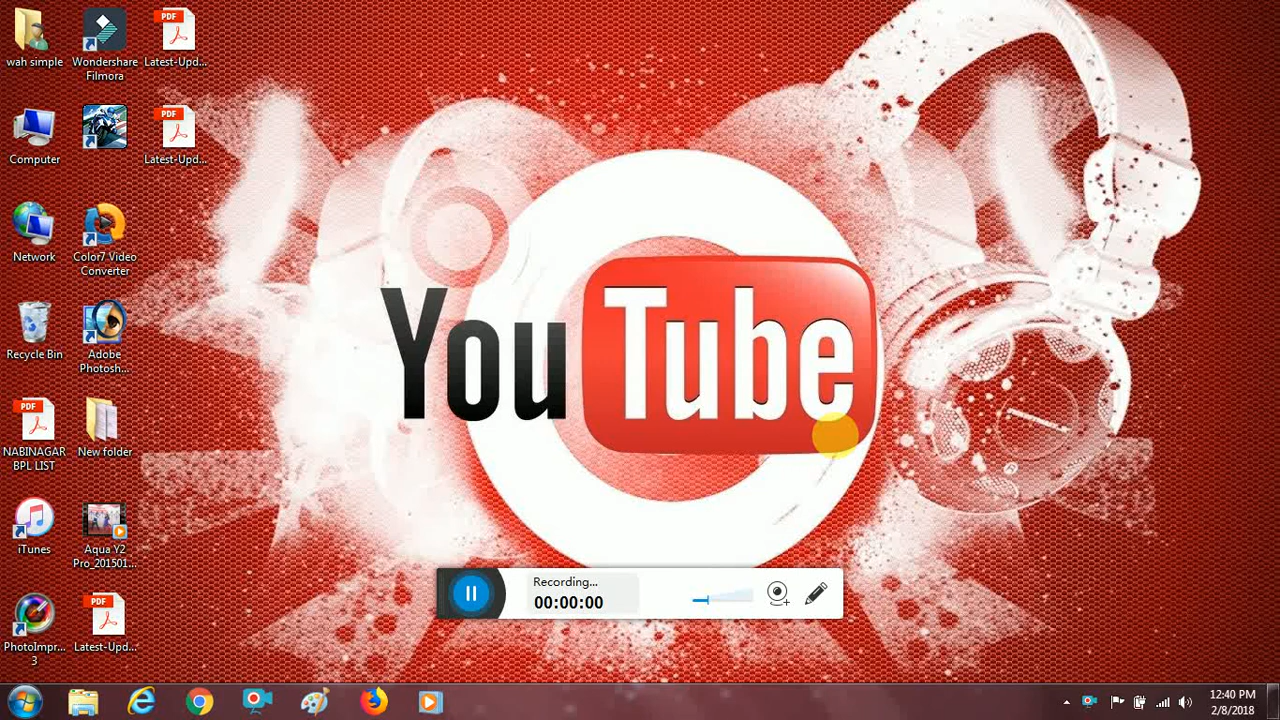 wah simple
Wondershare
Filmora
PDF
Latest-Upd...
Computer
PDF
Latest-Upd...
Network
Color7 Video
Converter
Recycle Bin
Adobe
Photosh...
PDF
NABINAGAR
BPL LIST
New folder
iTunes
Aqua Y2
Pro_201501...
PhotoImpr...
3
PDF
Latest-Upd...
YouTube
Recording...
00:00:00
12:40 PM
2/8/2018